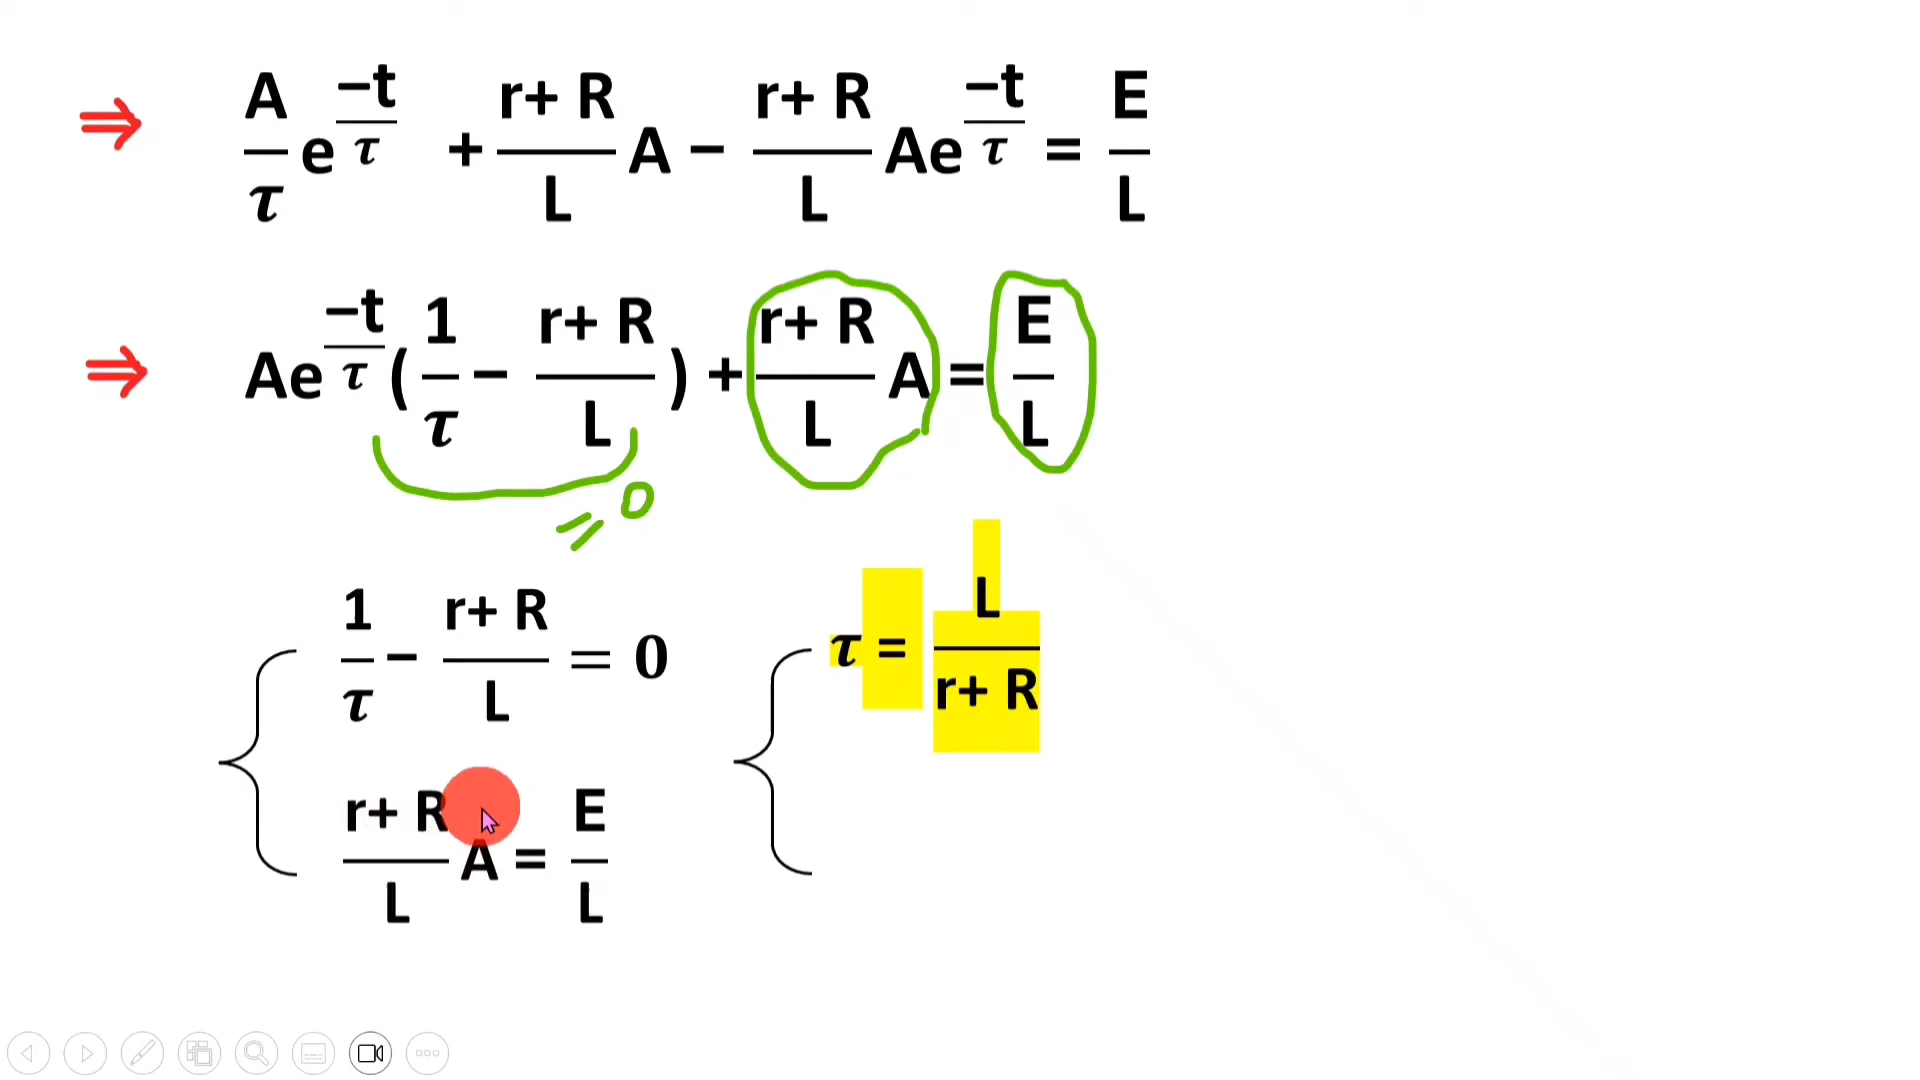 ⇒ A/τ e^(–t/τ) + r+ R/L A – r+ R/L Ae^(–t/τ) = E/L
⇒ Ae^(–t/τ) (1/τ – r+ R/L) + r+ R/L A = E/L
= 0
1/τ – r+ R/L = 0
τ = L/r+ R
r+ R/L A = E/L